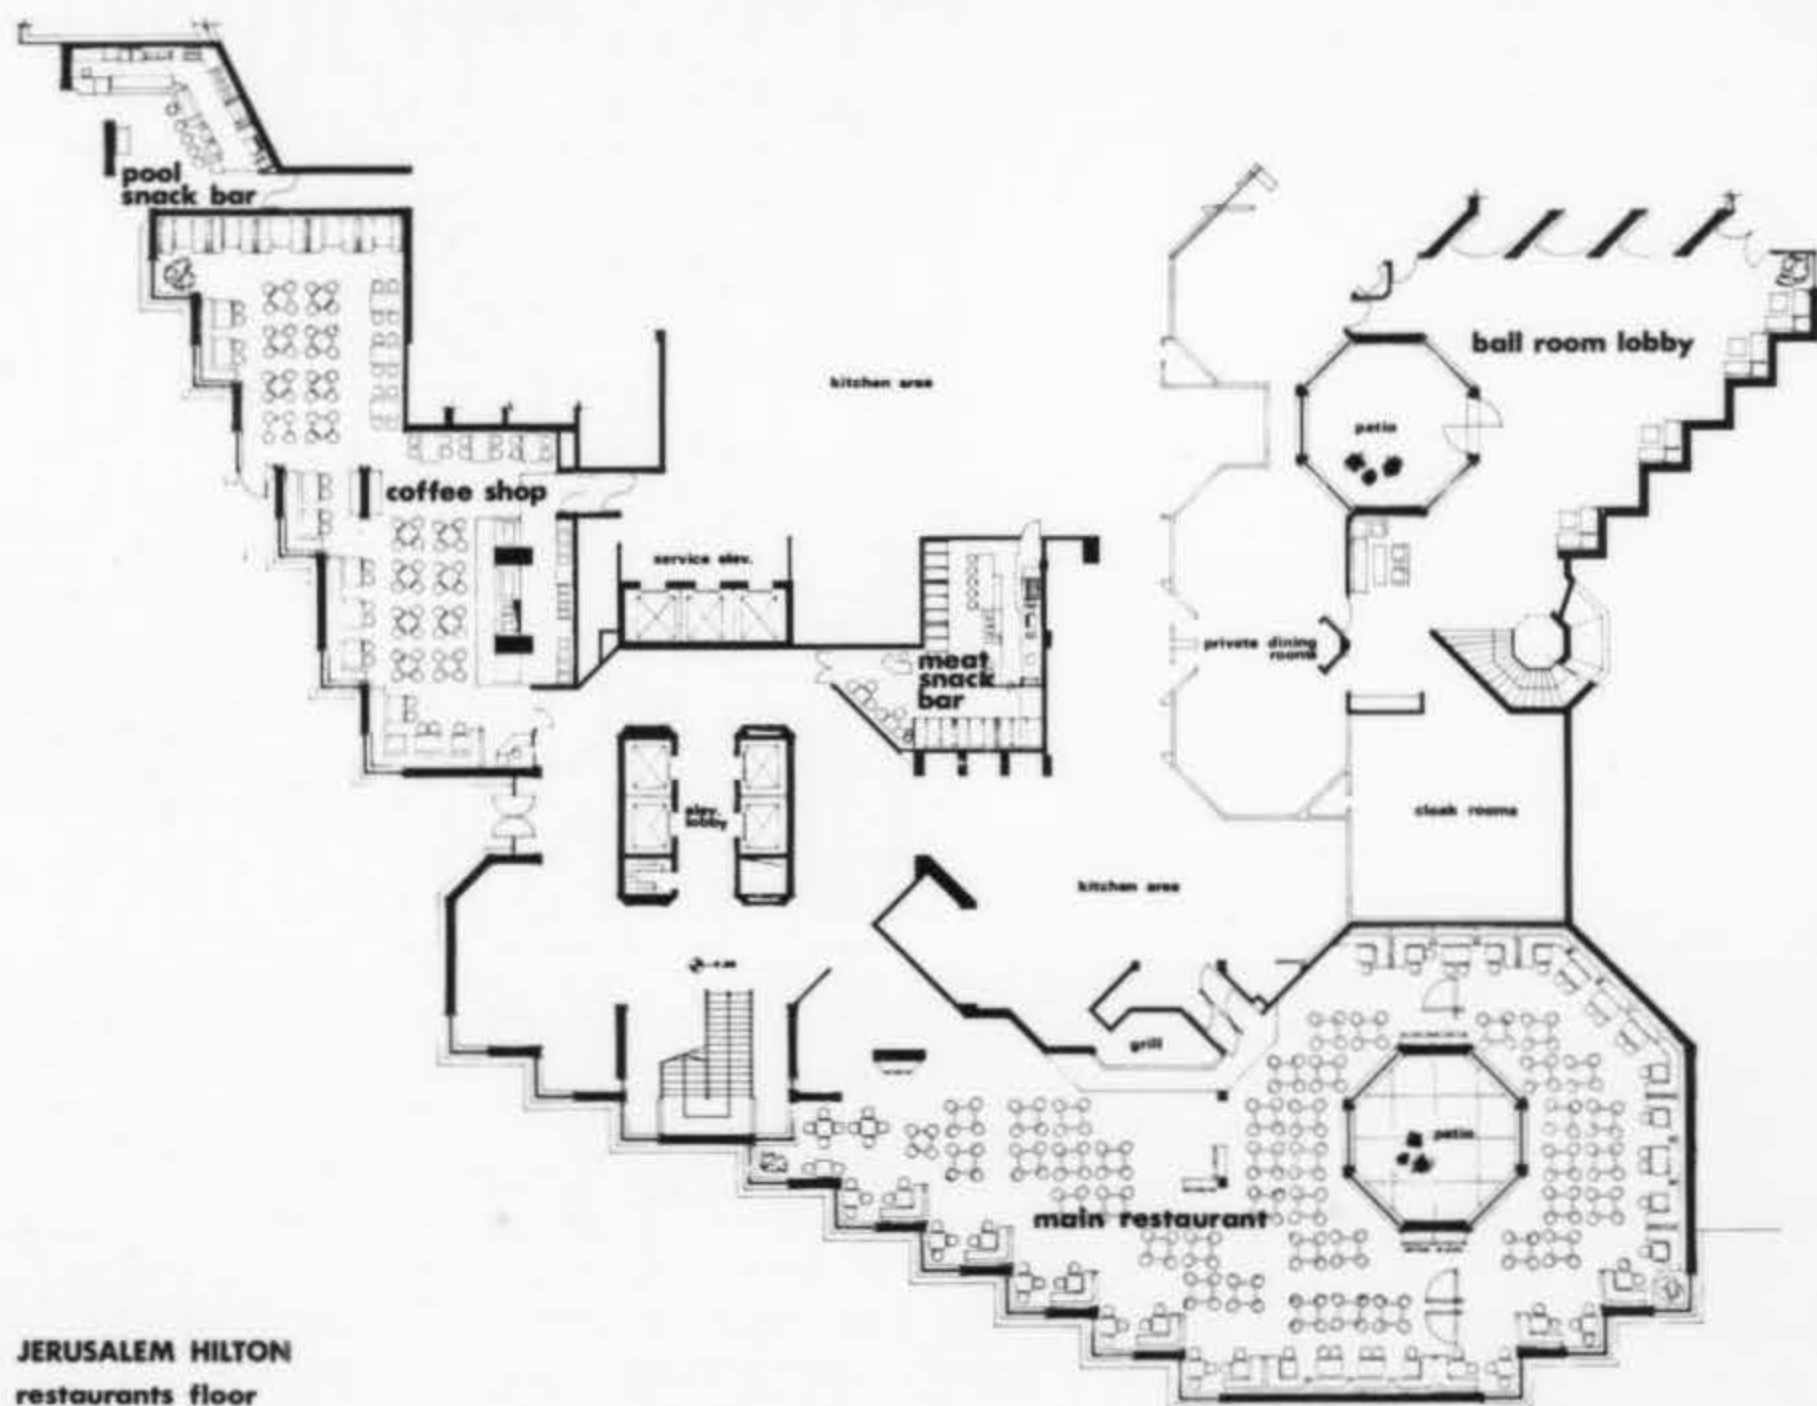 pool
snack bar
ball room lobby
kitchen area
patio
coffee shop
service elev.
private dining
rooms
meat
snack
bar
elev.
lobby
cloak rooms
kitchen area
grill
patio
main restaurant
JERUSALEM HILTON
restaurants floor